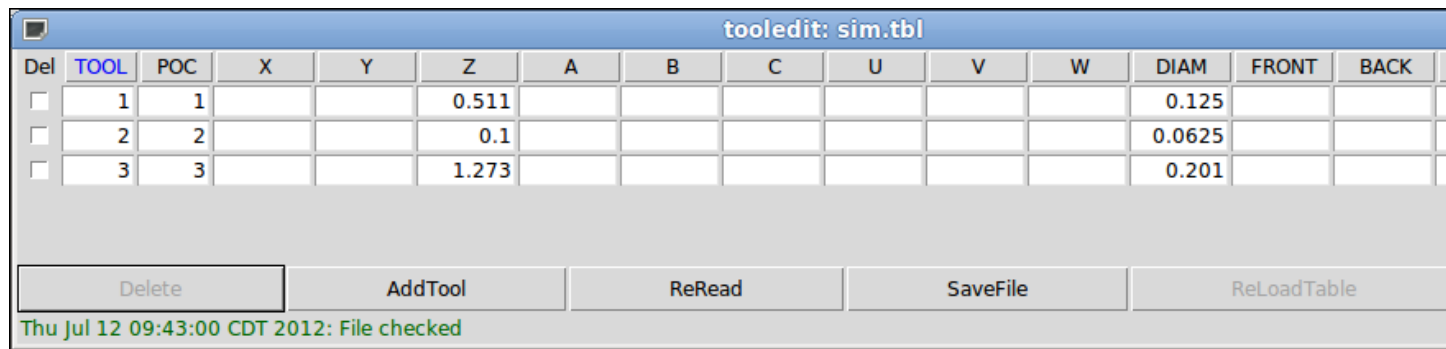 tooledit: sim.tbl
Del TOOL POC X Y Z A B C U V W DIAM FRONT BACK
1 1 0.511 0.125
2 2 0.1 0.0625
3 3 1.273 0.201
Delete AddTool ReRead SaveFile ReLoadTable
Thu Jul 12 09:43:00 CDT 2012: File checked